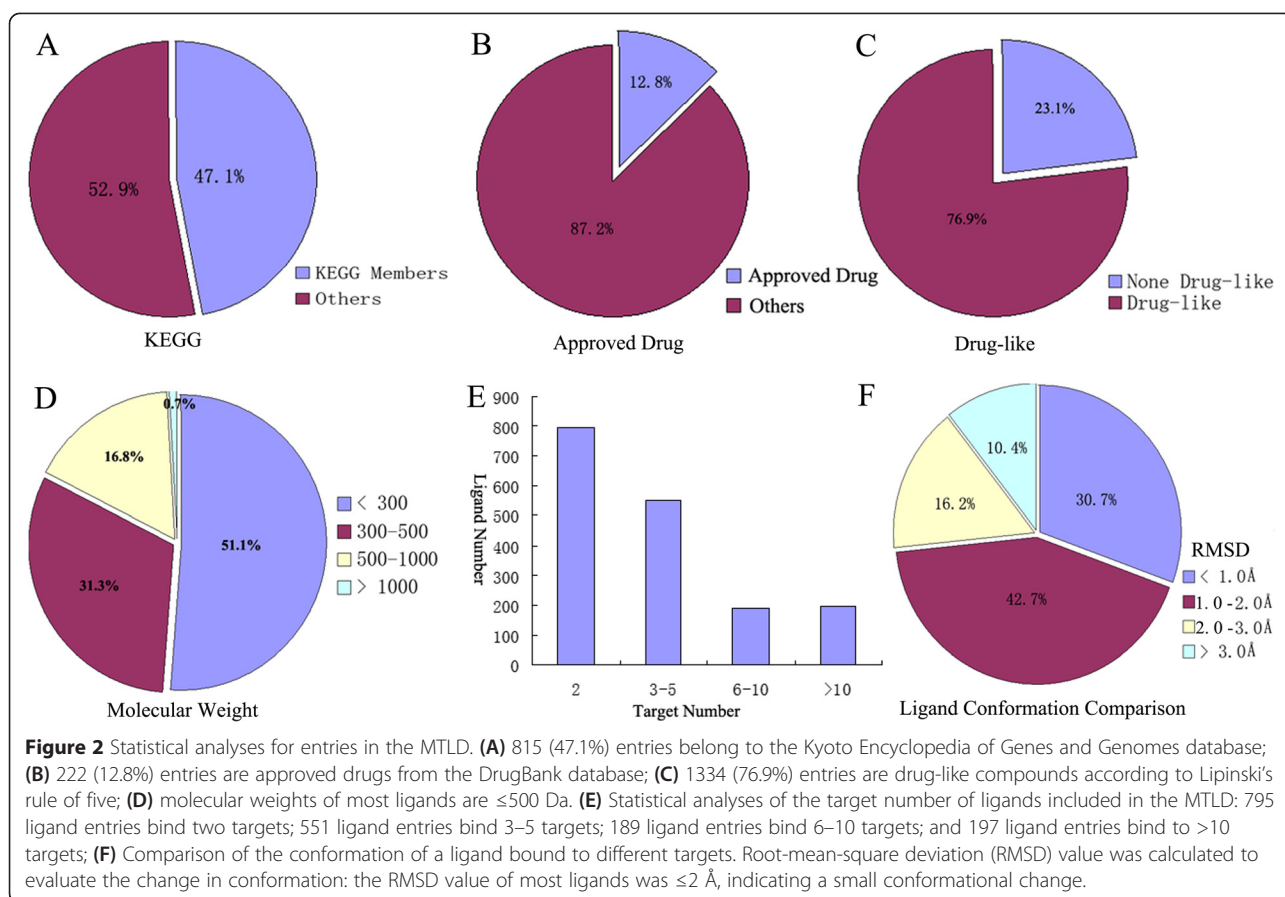 A
52.9%
47.1%
KEGG Members
Others
KEGG
B
12.8%
87.2%
Approved Drug
Others
Approved Drug
C
23.1%
76.9%
None Drug-like
Drug-like
Drug-like
D
0.7%
16.8%
51.1%
31.3%
< 300
300-500
500-1000
> 1000
Molecular Weight
E
Ligand Number
900
800
700
600
500
400
300
200
100
0
2
3-5
6-10
>10
Target Number
F
10.4%
30.7%
16.2%
42.7%
RMSD
< 1.0Å
1.0-2.0Å
2.0-3.0Å
> 3.0Å
Ligand Conformation Comparison
Figure 2 Statistical analyses for entries in the MTLD. (A) 815 (47.1%) entries belong to the Kyoto Encyclopedia of Genes and Genomes database;
(B) 222 (12.8%) entries are approved drugs from the DrugBank database; (C) 1334 (76.9%) entries are drug-like compounds according to Lipinski's
rule of five; (D) molecular weights of most ligands are ≤500 Da. (E) Statistical analyses of the target number of ligands included in the MTLD: 795
ligand entries bind two targets; 551 ligand entries bind 3–5 targets; 189 ligand entries bind 6–10 targets; and 197 ligand entries bind to >10
targets; (F) Comparison of the conformation of a ligand bound to different targets. Root-mean-square deviation (RMSD) value was calculated to
evaluate the change in conformation: the RMSD value of most ligands was ≤2 Å, indicating a small conformational change.